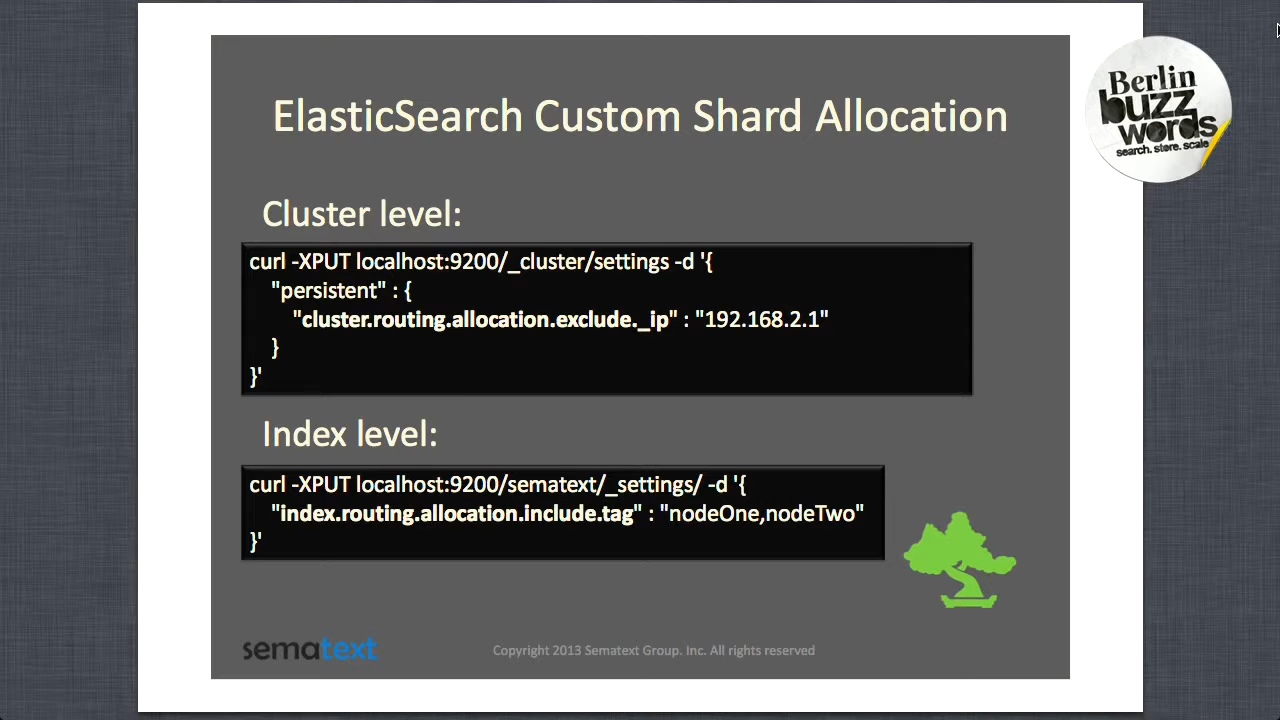 ElasticSearch Custom Shard Allocation
Berlin
buzz
words
search. store. scale
Cluster level:
curl -XPUT localhost:9200/_cluster/settings -d '{
"persistent" : {
"cluster.routing.allocation.exclude._ip" : "192.168.2.1"
}
}'
Index level:
curl -XPUT localhost:9200/sematext/_settings/ -d '{
"index.routing.allocation.include.tag" : "nodeOne,nodeTwo"
}'
sematext
Copyright 2013 Sematext Group. Inc. All rights reserved